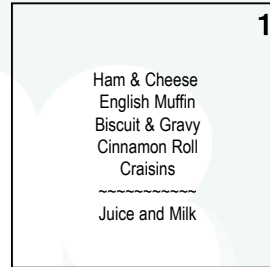 1
Ham & Cheese
English Muffin
Biscuit & Gravy
Cinnamon Roll
Craisins
~~~~~~~~~~~
Juice and Milk